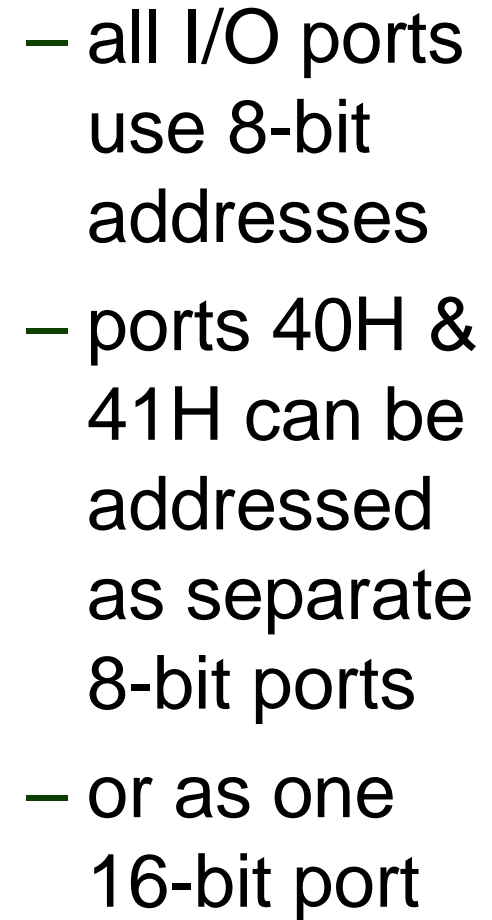 – all I/O ports
use 8-bit
addresses
– ports 40H &
41H can be
addressed
as separate
8-bit ports
– or as one
16-bit port